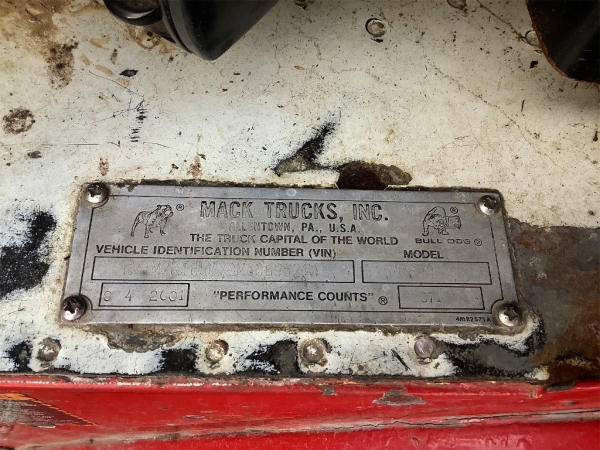 MACK TRUCKS, INC.
ALLENTOWN, PA., U.S.A.
THE TRUCK CAPITAL OF THE WORLD
BULL DOG ®
VEHICLE IDENTIFICATION NUMBER (VIN)
MODEL
"PERFORMANCE COUNTS" ®